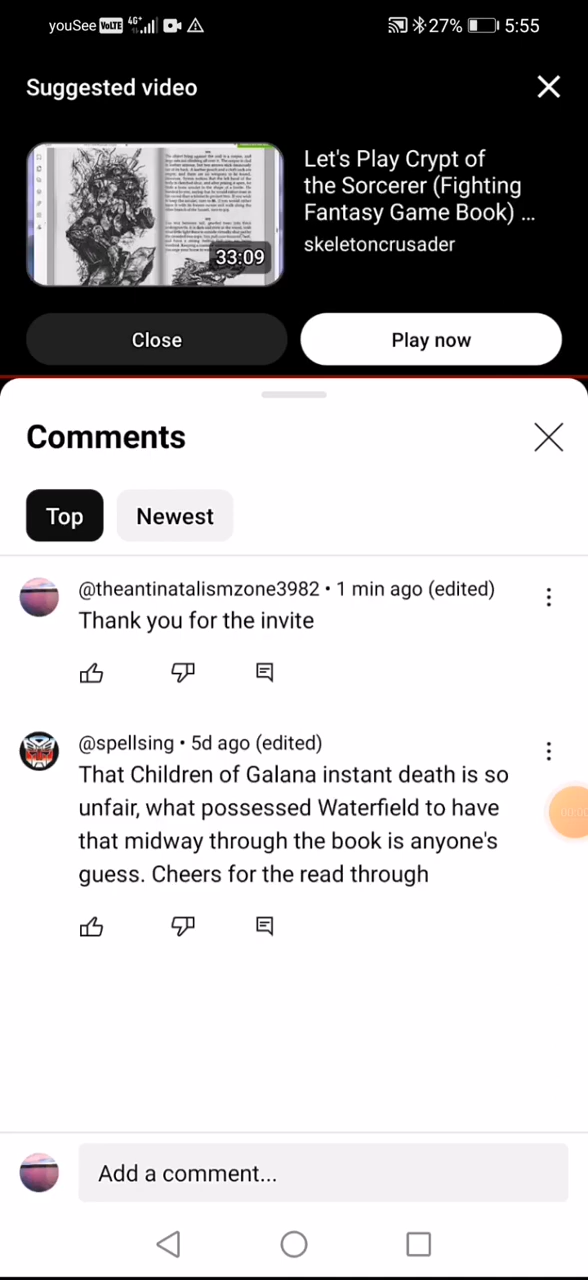 youSee VoLTE 4G+ 27% 5:55
Suggested video
Let's Play Crypt of
the Sorcerer (Fighting
Fantasy Game Book) ...
skeletoncrusader
33:09
Close
Play now
Comments
Top
Newest
@theantinatalismzone3982 • 1 min ago (edited)
Thank you for the invite
@spellsing • 5d ago (edited)
That Children of Galana instant death is so
unfair, what possessed Waterfield to have
that midway through the book is anyone's
guess. Cheers for the read through
Add a comment...